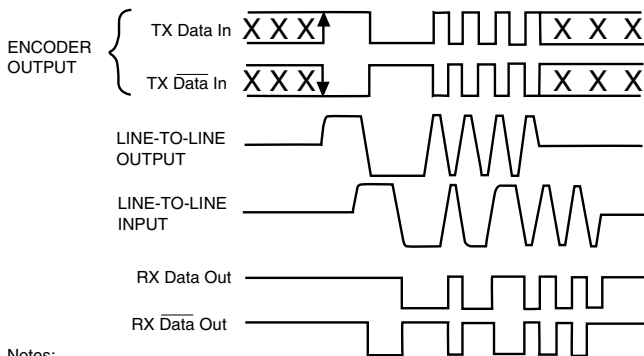 TX Data In
X X X
X X X
ENCODER
OUTPUT
TX Data In
X X X
X X X
LINE-TO-LINE
OUTPUT
LINE-TO-LINE
INPUT
RX Data Out
RX Data Out
Notes: